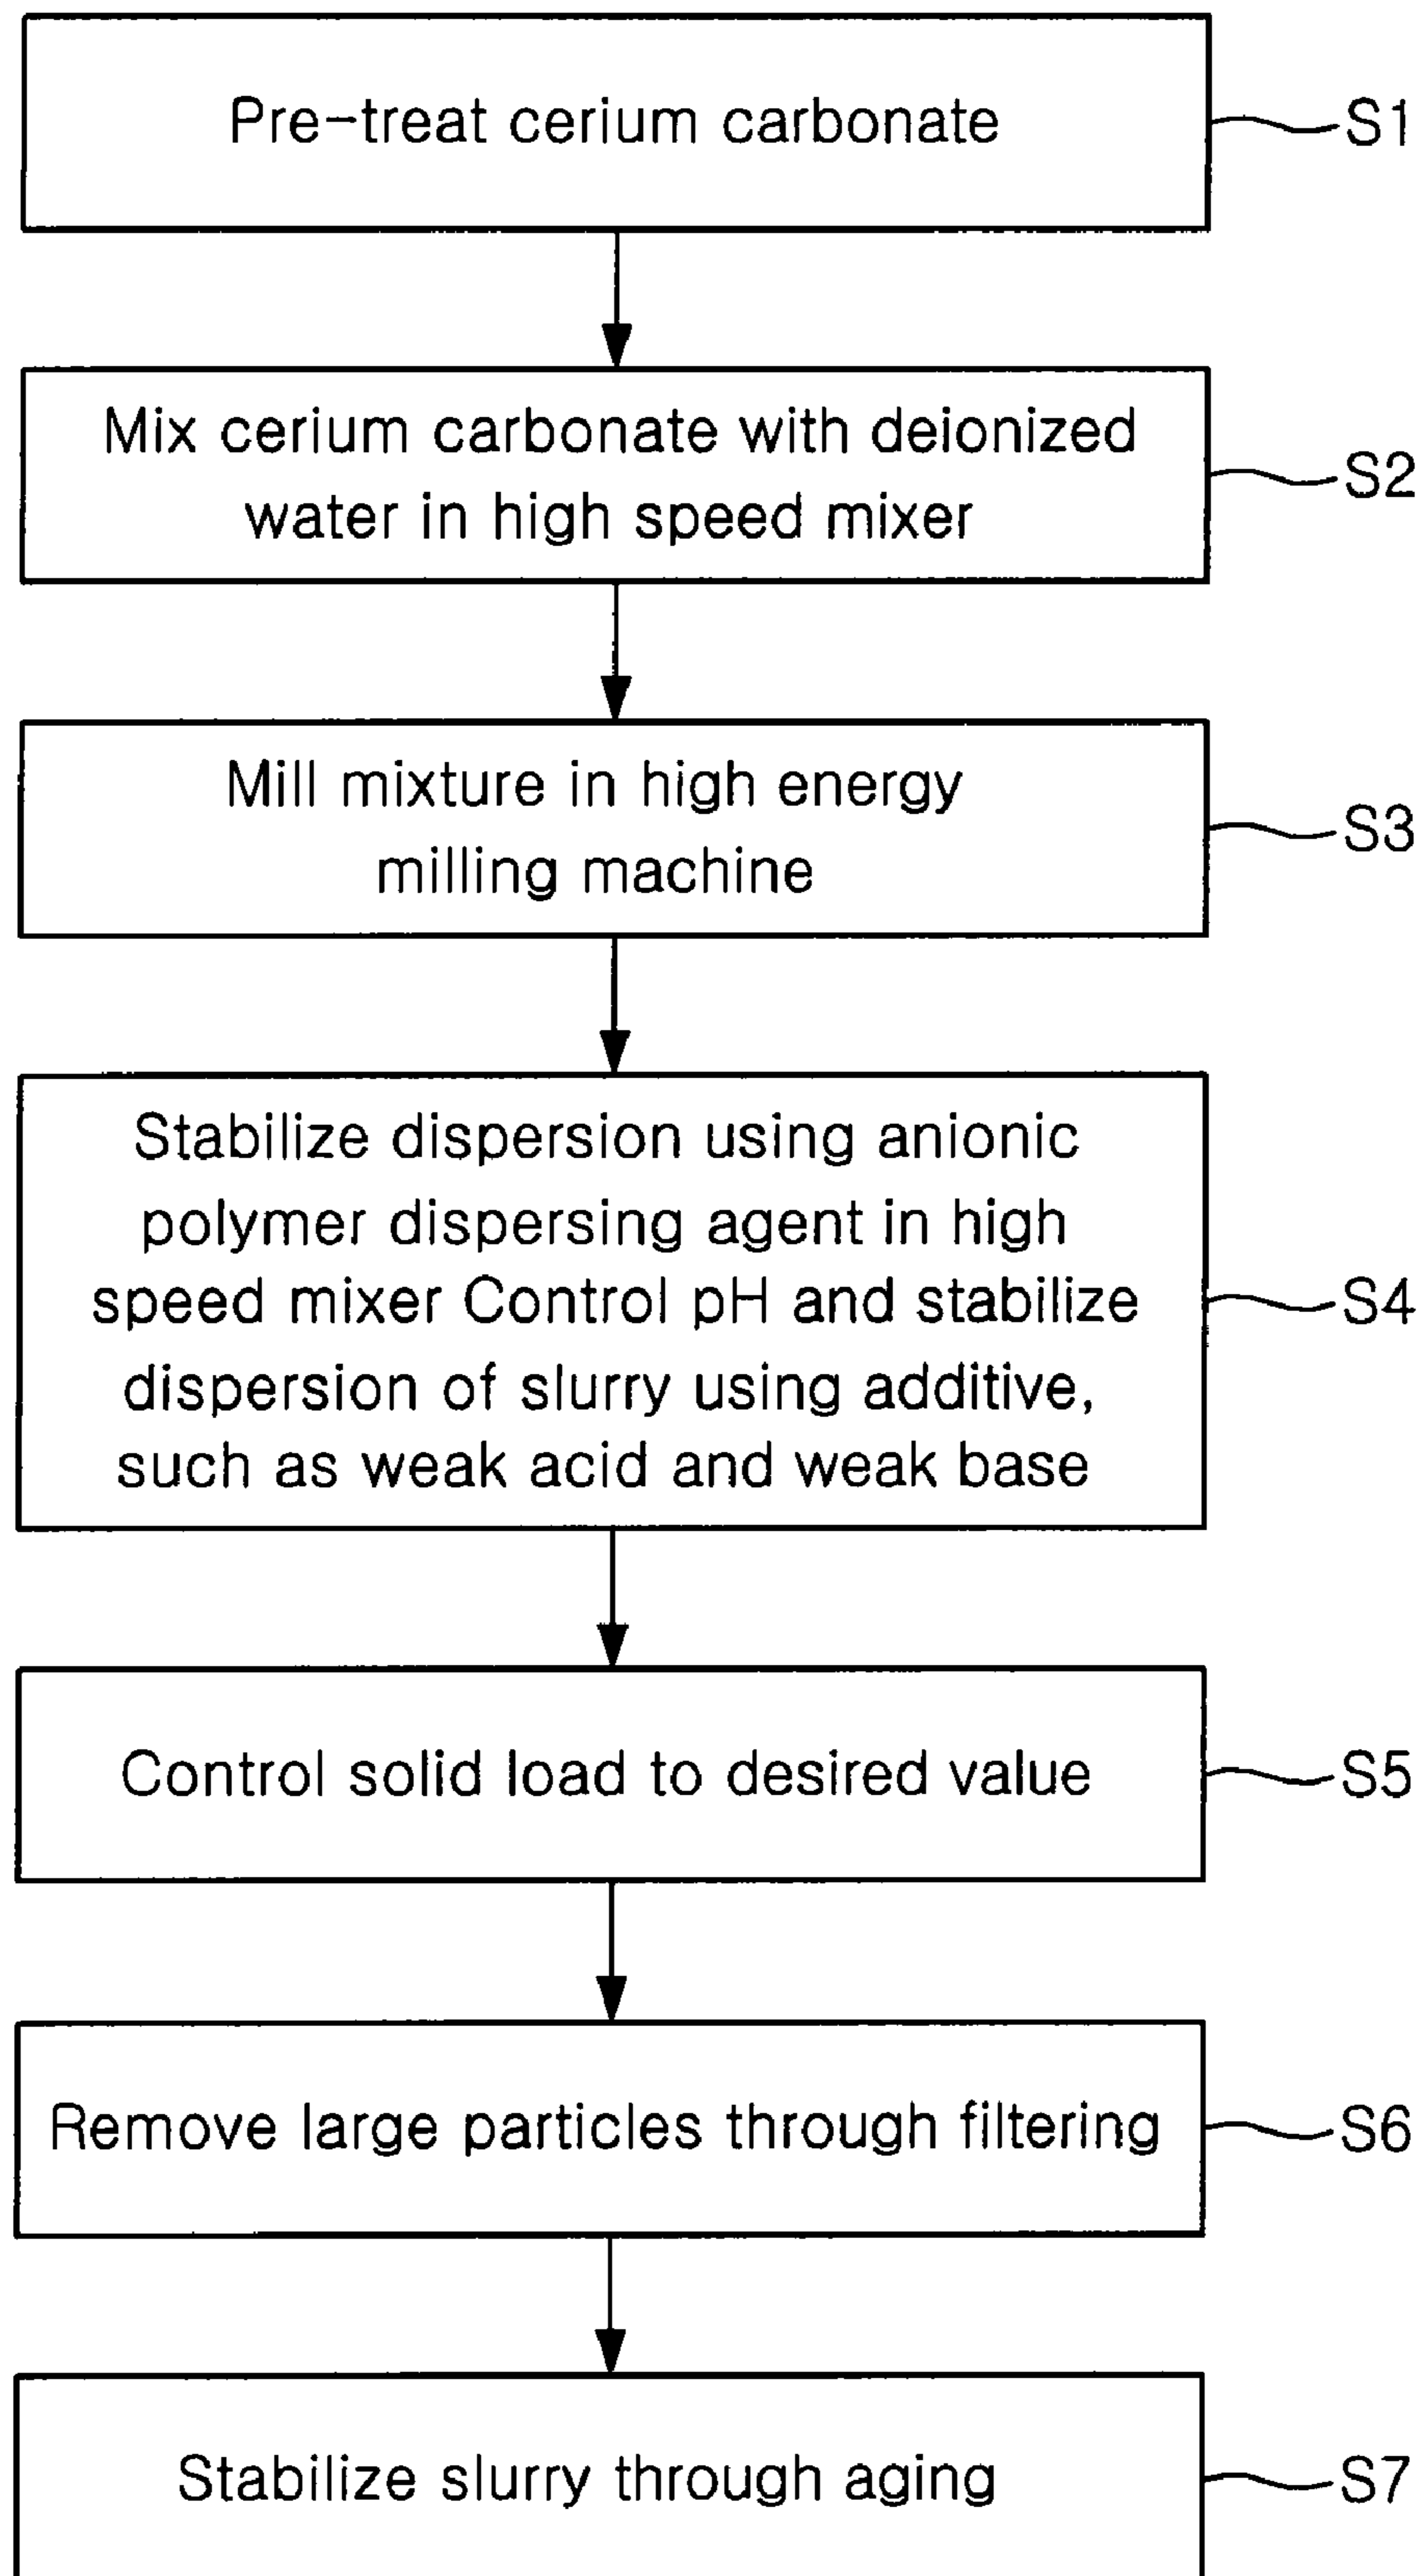 Pre-treat cerium carbonate
S1
Mix cerium carbonate with deionized
water in high speed mixer
S2
Mill mixture in high energy
milling machine
S3
Stabilize dispersion using anionic
polymer dispersing agent in high
speed mixer Control pH and stabilize
dispersion of slurry using additive,
such as weak acid and weak base
S4
Control solid load to desired value
S5
Remove large particles through filtering
S6
Stabilize slurry through aging
S7